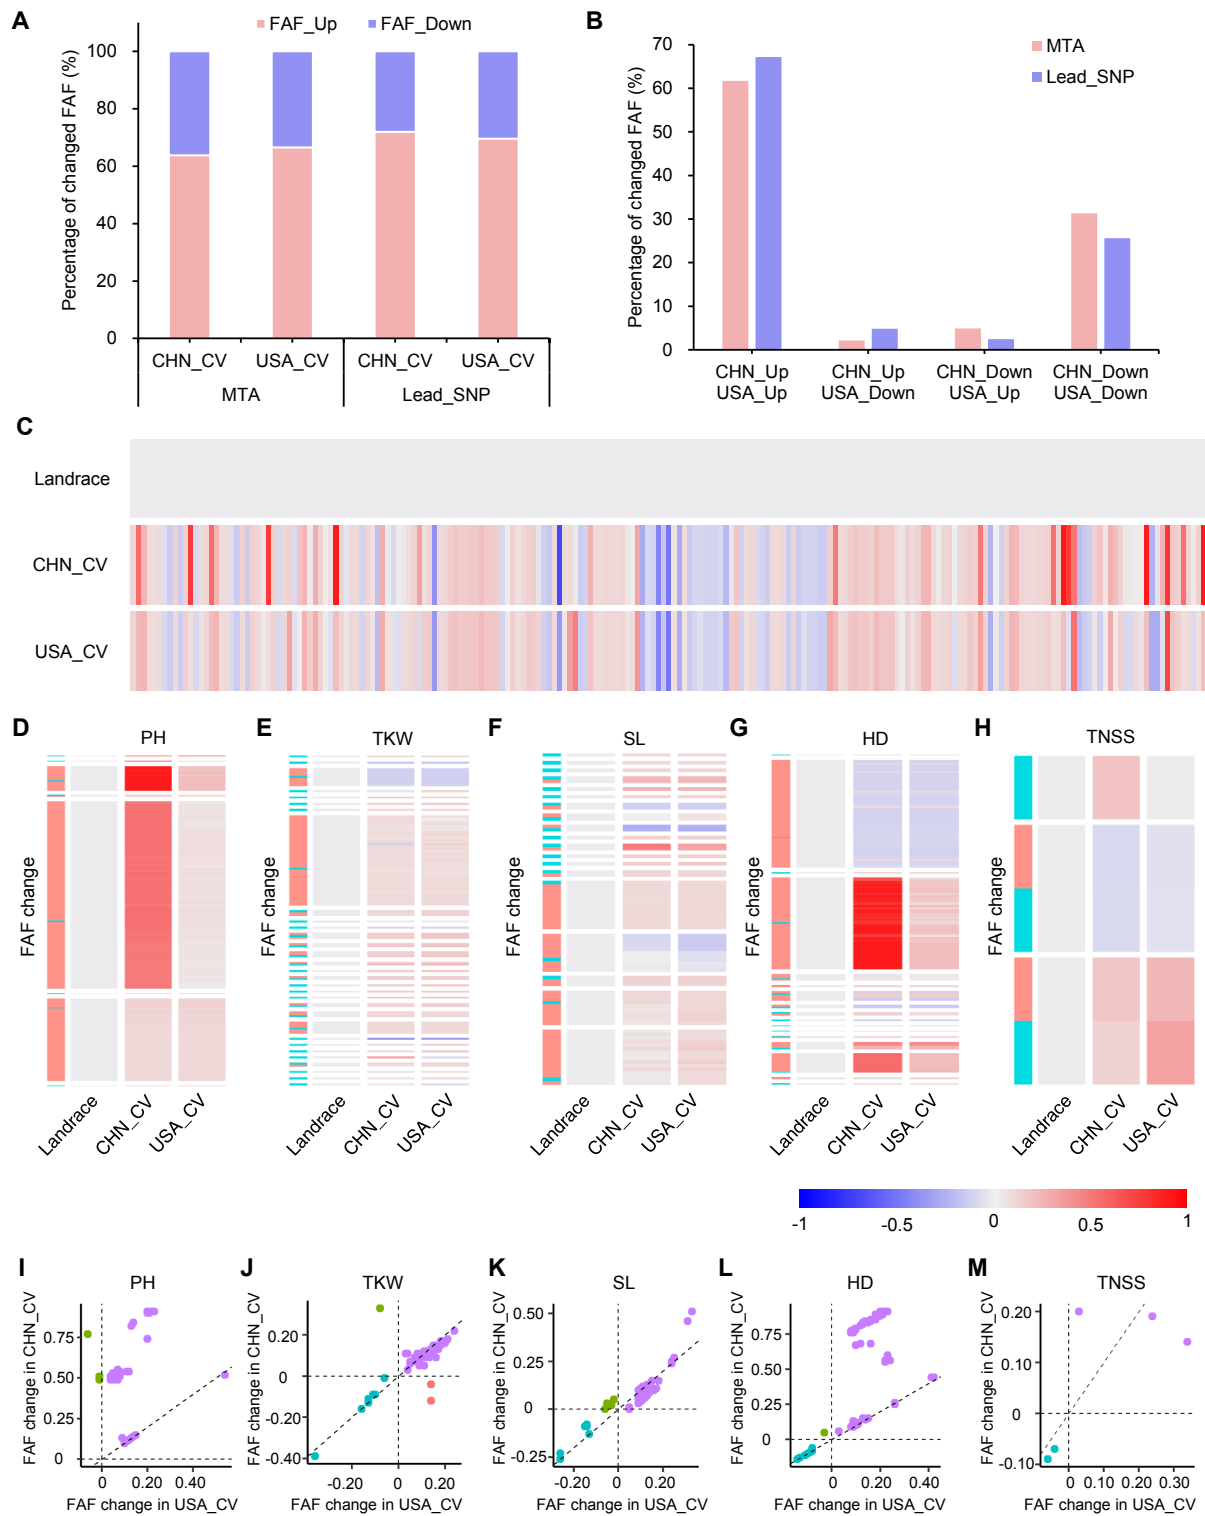 A
FAF_Up FAF_Down
Percentage of changed FAF (%)
100
80
60
40
20
0
CHN_CV USA_CV CHN_CV USA_CV
MTA Lead_SNP
B
MTA
Lead_SNP
Percentage of changed FAF (%)
70
60
50
40
30
20
10
0
CHN_Up CHN_Up CHN_Down CHN_Down
USA_Up USA_Down USA_Up USA_Down
C
Landrace
CHN_CV
USA_CV
D PH
FAF change
Landrace CHN_CV USA_CV
E TKW
FAF change
Landrace CHN_CV USA_CV
F SL
FAF change
Landrace CHN_CV USA_CV
G HD
FAF change
Landrace CHN_CV USA_CV
H TNSS
FAF change
Landrace CHN_CV USA_CV
-1 -0.5 0 0.5 1
I PH
FAF change in CHN_CV
0.75
0.50
0.25
0
0 0.20 0.40
FAF change in USA_CV
J TKW
FAF change in CHN_CV
0.20
0
-0.20
-0.40
-0.20 0 0.20
FAF change in USA_CV
K SL
FAF change in CHN_CV
0.50
0.25
0
-0.25
-0.20 0 0.20
FAF change in USA_CV
L HD
FAF change in CHN_CV
0.75
0.50
0.25
0
0 0.20 0.40
FAF change in USA_CV
M TNSS
FAF change in CHN_CV
0.20
0.10
0
-0.10
0 0.10 0.20 0.30
FAF change in USA_CV